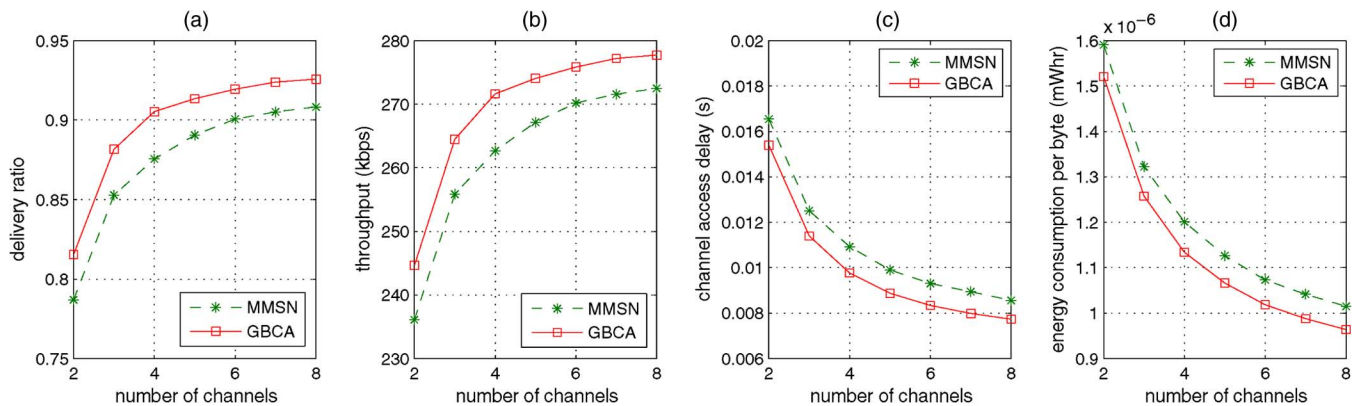 (a)
0.95
0.9
0.85
0.8
0.75
delivery ratio
2 4 6 8
number of channels
MMSN
GBCA
(b)
280
270
260
250
240
230
throughput (kbps)
2 4 6 8
number of channels
MMSN
GBCA
(c)
0.02
0.018
0.016
0.014
0.012
0.01
0.008
0.006
channel access delay (s)
2 4 6 8
number of channels
MMSN
GBCA
(d)
x 10⁻⁶
1.6
1.5
1.4
1.3
1.2
1.1
1
0.9
energy consumption per byte (mWhr)
2 4 6 8
number of channels
MMSN
GBCA